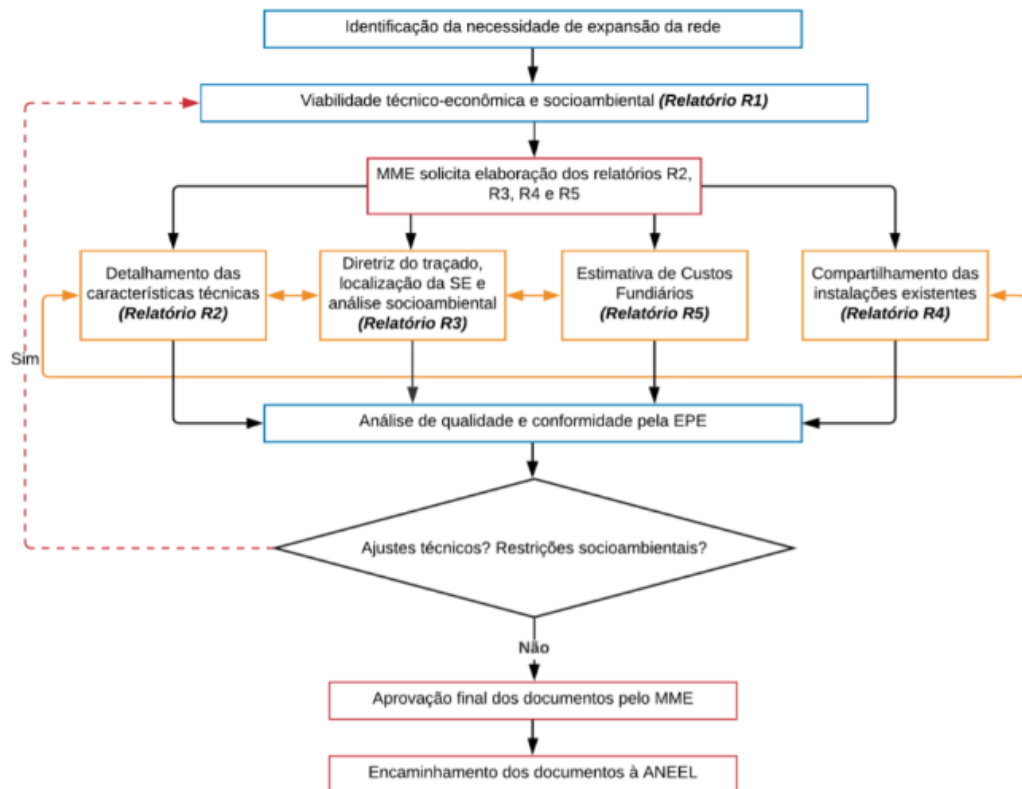 Identificação da necessidade de expansão da rede
Viabilidade técnico-econômica e socioambiental (Relatório R1)
MME solicita elaboração dos relatórios R2,
R3, R4 e R5
Detalhamento das
características técnicas
(Relatório R2)
Diretriz do traçado,
localização da SE e
análise socioambiental
(Relatório R3)
Estimativa de Custos
Fundiários
(Relatório R5)
Compartilhamento das
instalações existentes
(Relatório R4)
Sim
Análise de qualidade e conformidade pela EPE
Ajustes técnicos? Restrições socioambientais?
Não
Aprovação final dos documentos pelo MME
Encaminhamento dos documentos à ANEEL